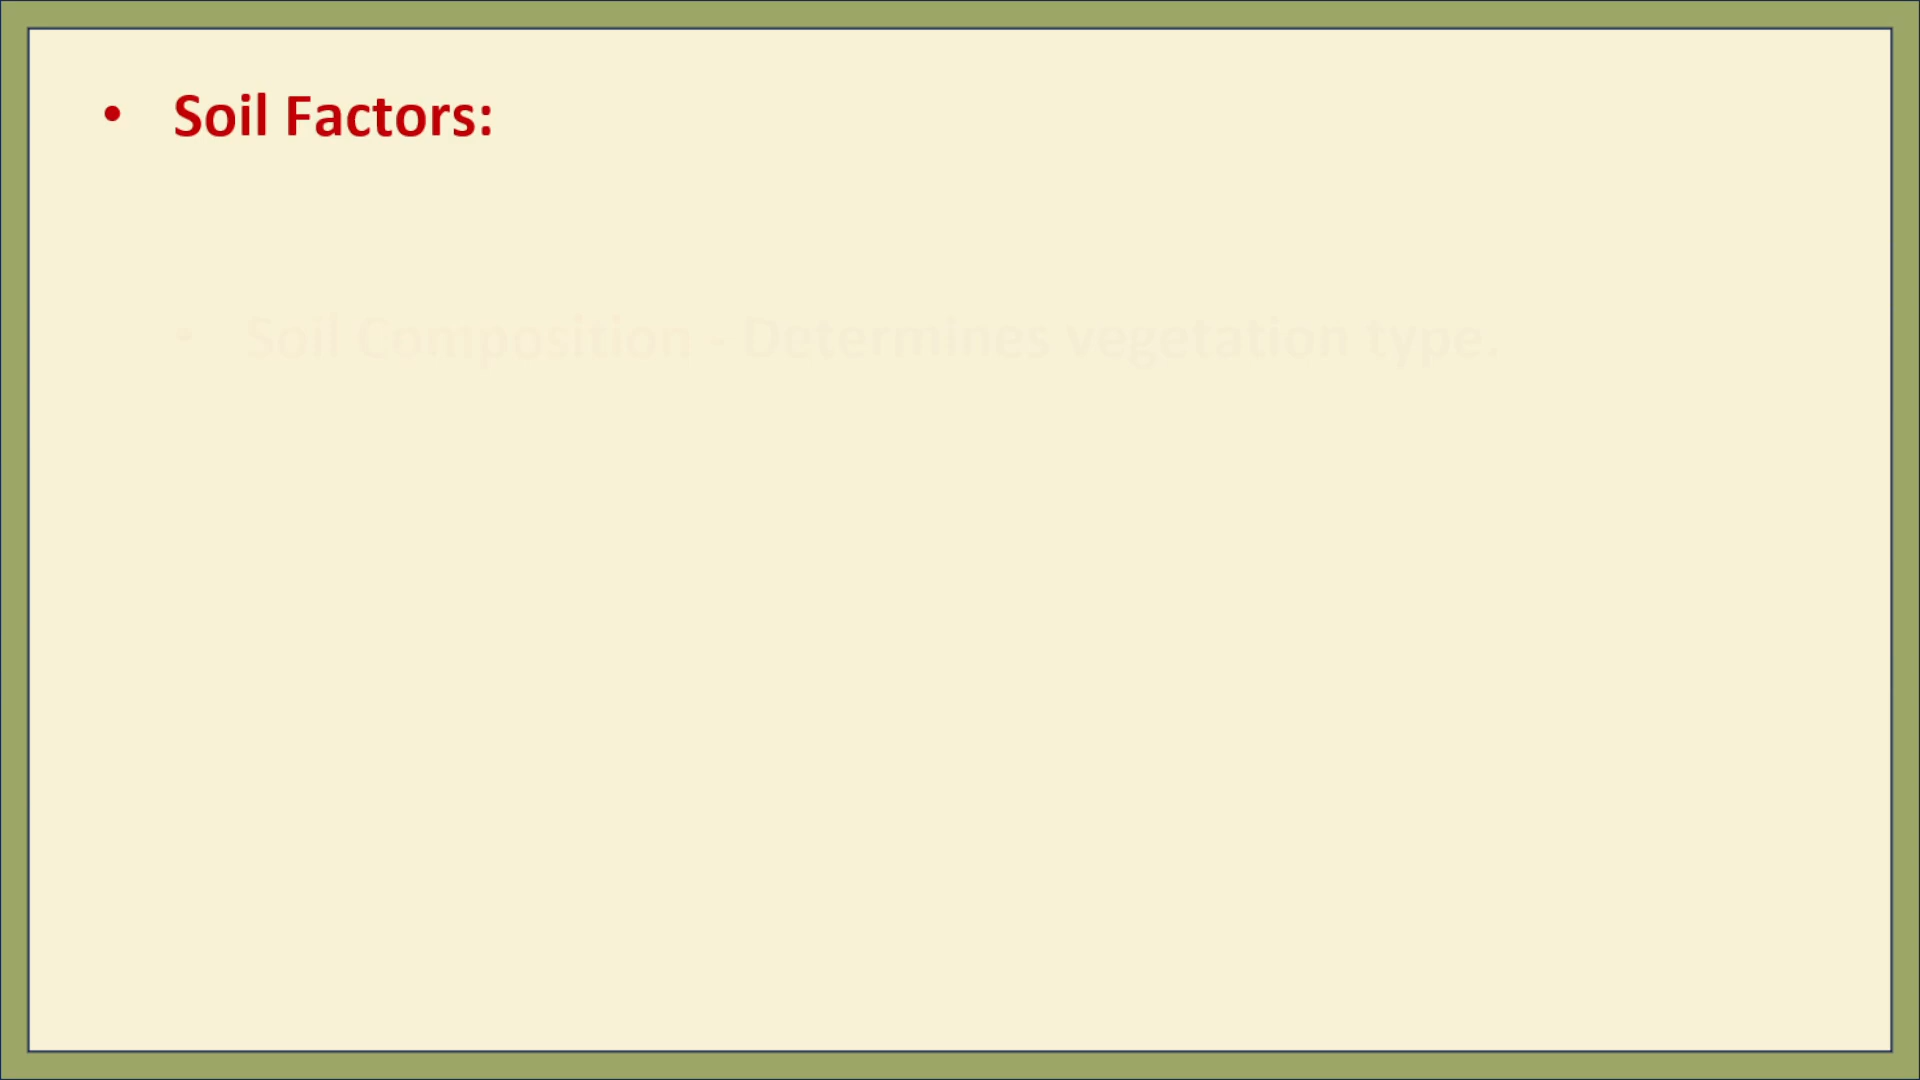 • Soil Factors:
• Soil Composition - Determines vegetation type.